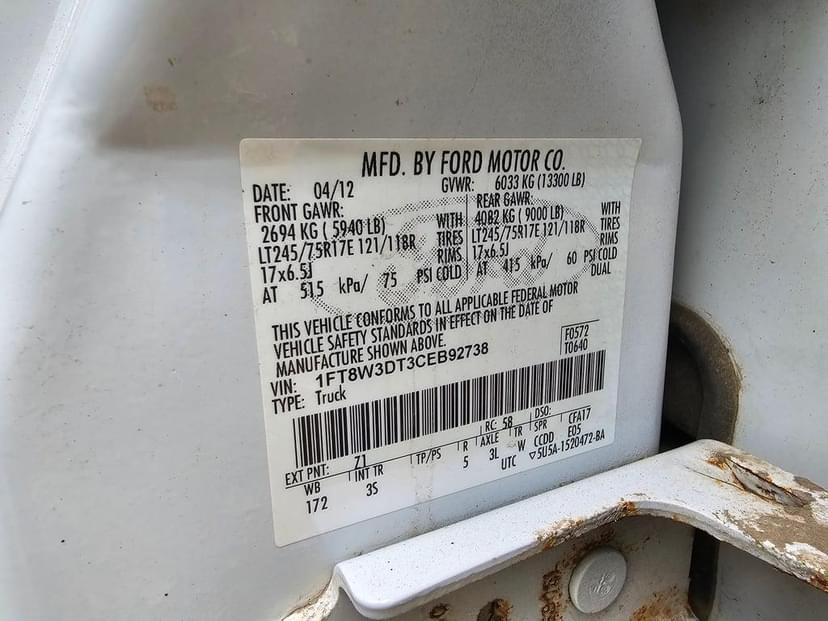 MFD. BY FORD MOTOR CO.
DATE: 04/12 GVWR: 6033 KG (13300 LB)
FRONT GAWR: REAR GAWR:
2694 KG ( 5940 LB) WITH 4082 KG ( 9000 LB) WITH
LT245/75R17E 121/118R TIRES LT245/75R17E 121/118R TIRES
17x6.5J RIMS 17x6.5J RIMS
AT 515 kPa/ 75 PSI COLD AT 415 kPa/ 60 PSI COLD
DUAL
THIS VEHICLE CONFORMS TO ALL APPLICABLE FEDERAL MOTOR
VEHICLE SAFETY STANDARDS IN EFFECT ON THE DATE OF
MANUFACTURE SHOWN ABOVE.
F0572
VIN: 1FT8W3DT3CEB92738 T0640
TYPE: Truck
EXT PNT: Z1 RC: 58 DSO:
WB INT TR TP/PS R AXLE TR SPR CFA17
172 3S 5 3L W CCDD E05
UTC ▽5U5A-1520472-BA